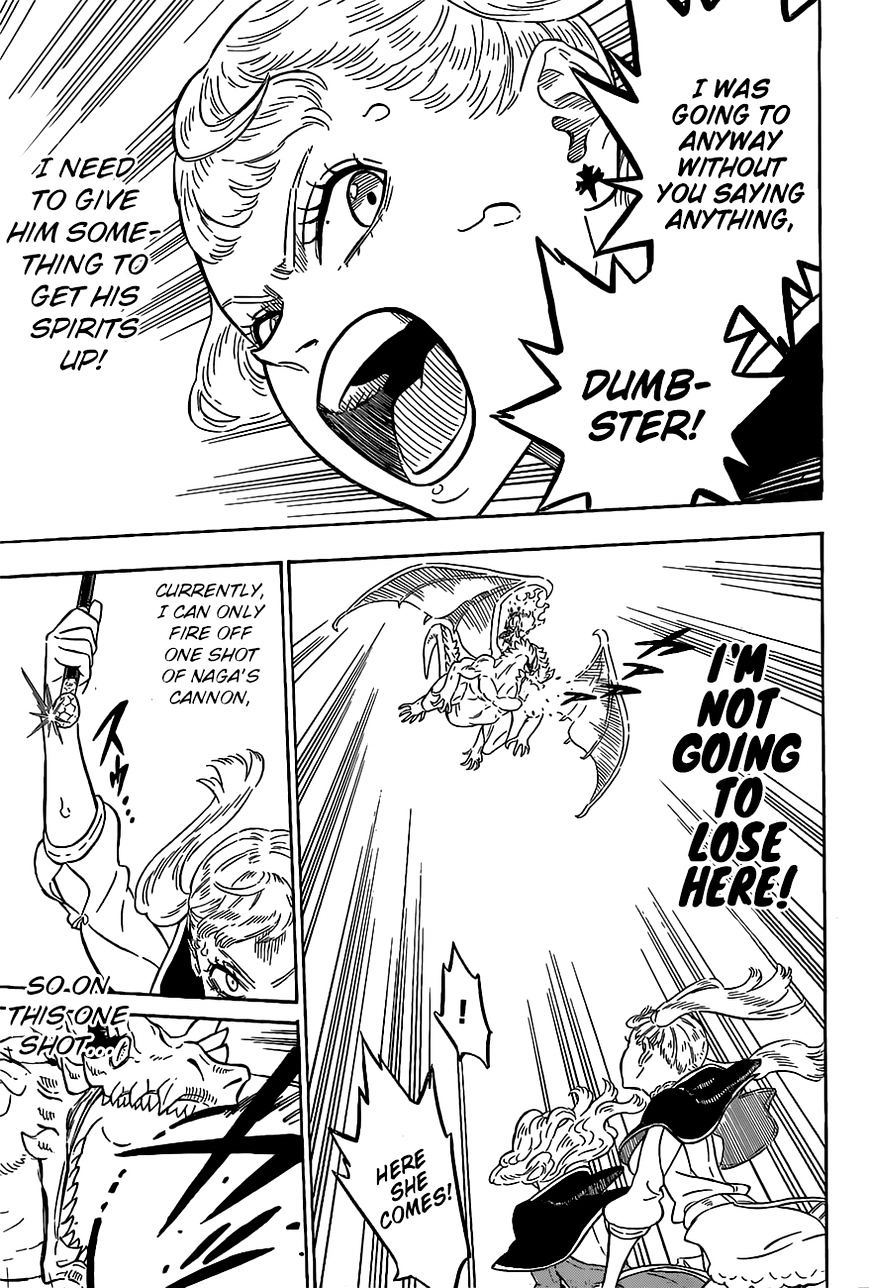 I WAS
GOING TO
ANYWAY
WITHOUT
YOU SAYING
ANYTHING,
DUMB-
STER!
I NEED
TO GIVE
HIM SOME-
THING TO
GET HIS
SPIRITS
UP!
I'M
NOT
GOING
TO
LOSE
HERE!
!
HERE
SHE
COMES!
CURRENTLY,
I CAN ONLY
FIRE OFF
ONE SHOT
OF NAGA'S
CANNON,
スッ
SO ON
THIS ONE
SHOT...